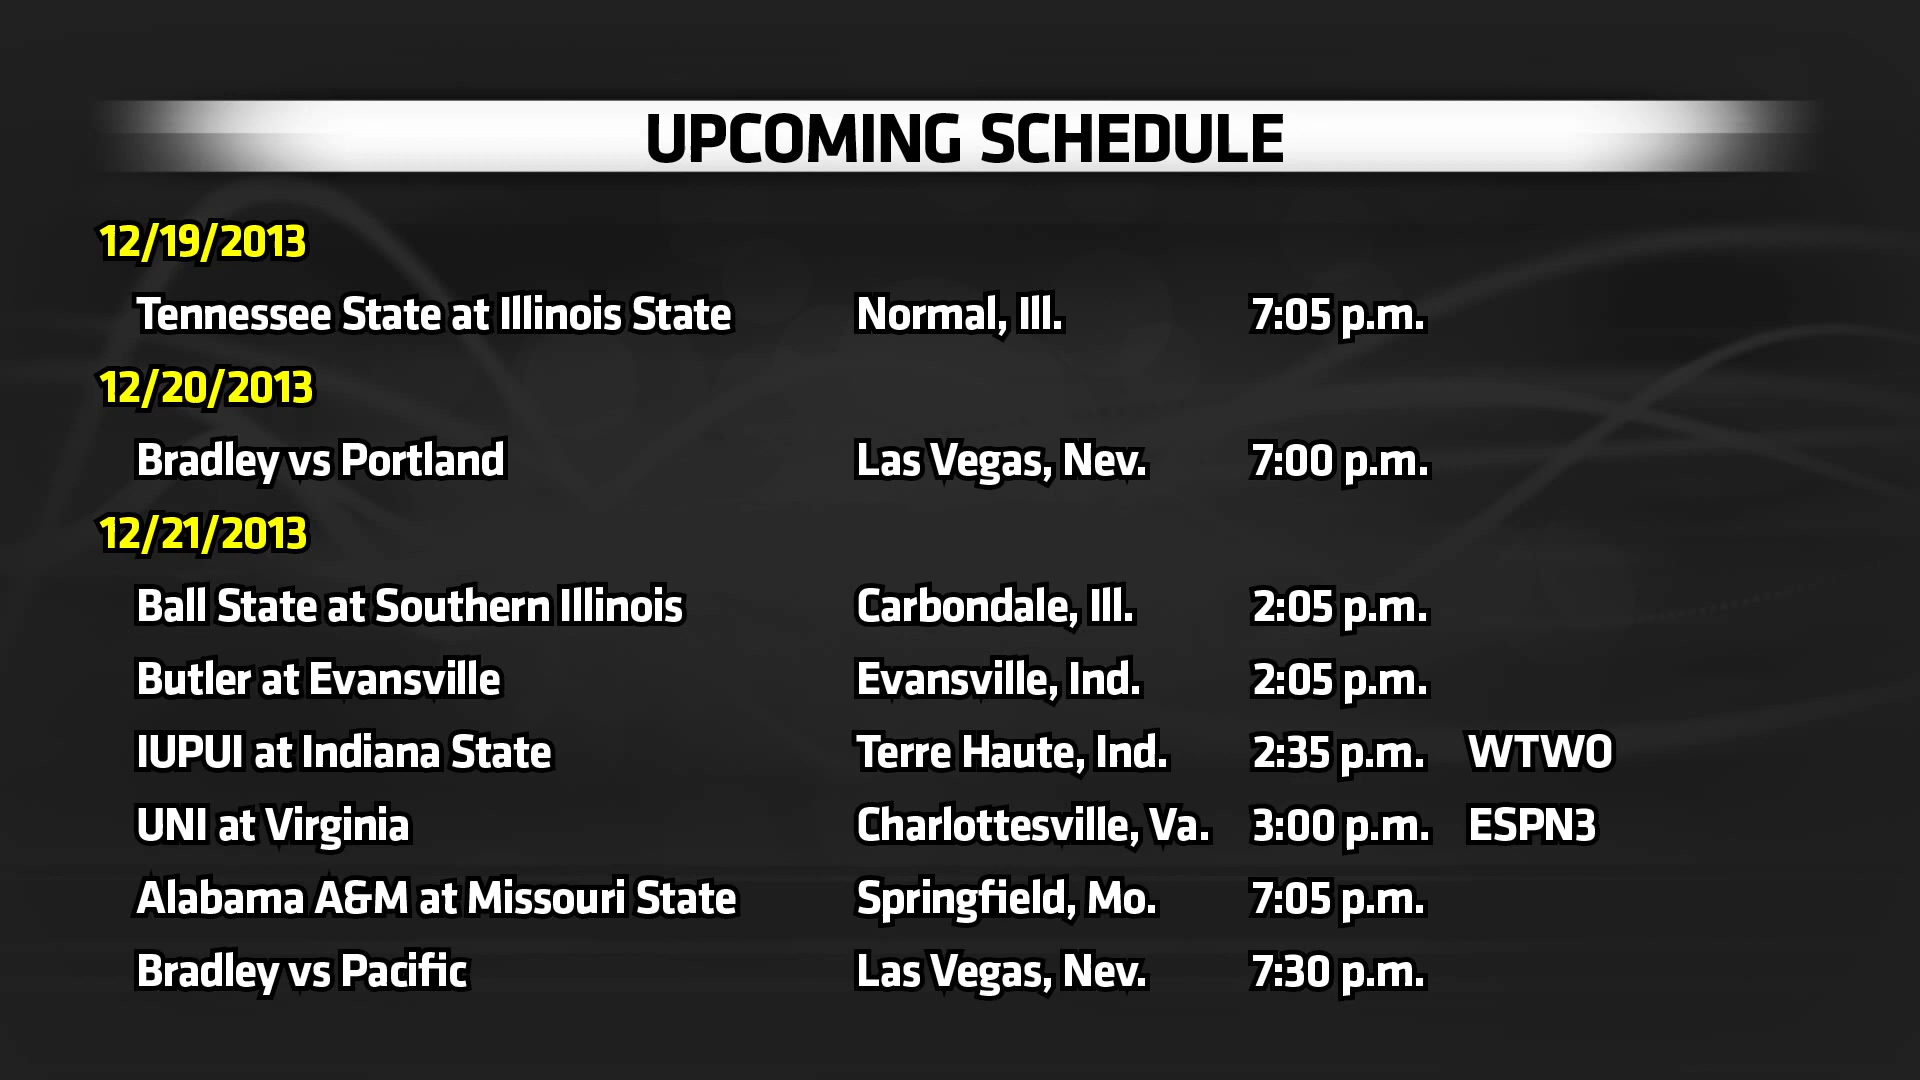 UPCOMING SCHEDULE
12/19/2013
Tennessee State at Illinois State Normal, Ill. 7:05 p.m.
12/20/2013
Bradley vs Portland Las Vegas, Nev. 7:00 p.m.
12/21/2013
Ball State at Southern Illinois Carbondale, Ill. 2:05 p.m.
Butler at Evansville Evansville, Ind. 2:05 p.m.
IUPUI at Indiana State Terre Haute, Ind. 2:35 p.m. WTWO
UNI at Virginia Charlottesville, Va. 3:00 p.m. ESPN3
Alabama A&M at Missouri State Springfield, Mo. 7:05 p.m.
Bradley vs Pacific Las Vegas, Nev. 7:30 p.m.